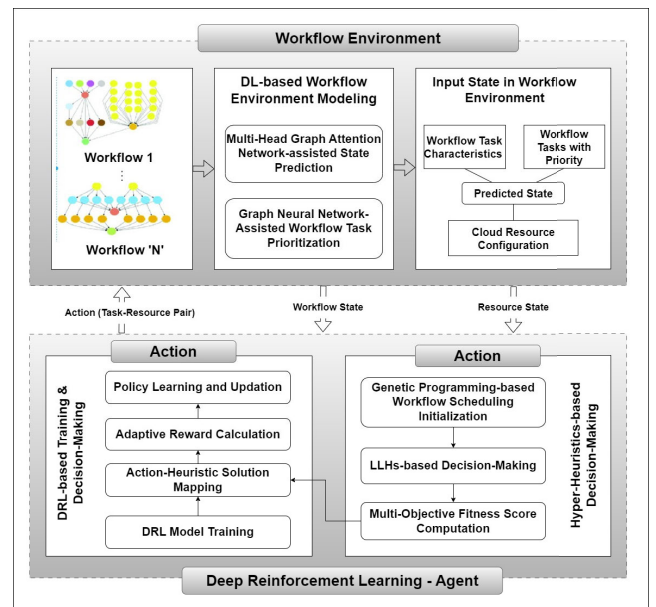 Workflow Environment
Workflow 1
Workflow 'N'
DL-based Workflow
Environment Modeling
Multi-Head Graph Attention
Network-assisted State
Prediction
Graph Neural Network-
Assisted Workflow Task
Prioritization
Input State in Workflow
Environment
Workflow Task
Characteristics
Workflow
Tasks with
Priority
Predicted State
Cloud Resource
Configuration
Action (Task-Resource Pair)
Workflow State
Resource State
Action
DRL-based Training &
Decision-Making
Policy Learning and Updation
Adaptive Reward Calculation
Action-Heuristic Solution
Mapping
DRL Model Training
Action
Genetic Programming-based
Workflow Scheduling
Initialization
LLHs-based Decision-Making
Multi-Objective Fitness Score
Computation
Hyper-Heuristics-based
Decision-Making
Deep Reinforcement Learning - Agent